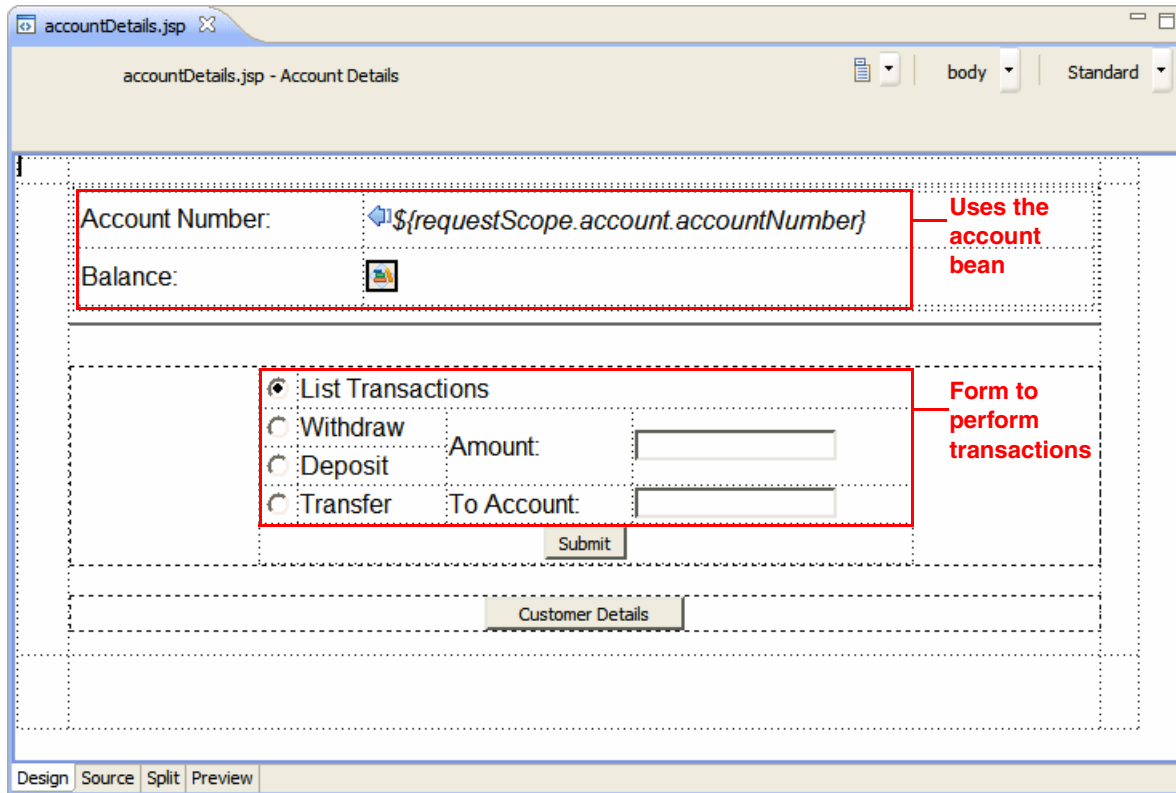 accountDetails.jsp
accountDetails.jsp - Account Details
body
Standard
Account Number:
${requestScope.account.accountNumber}
Uses the
account
bean
Balance:
List Transactions
Form to
perform
transactions
Withdraw
Amount:
Deposit
Transfer
To Account:
Submit
Customer Details
Design
Source
Split
Preview